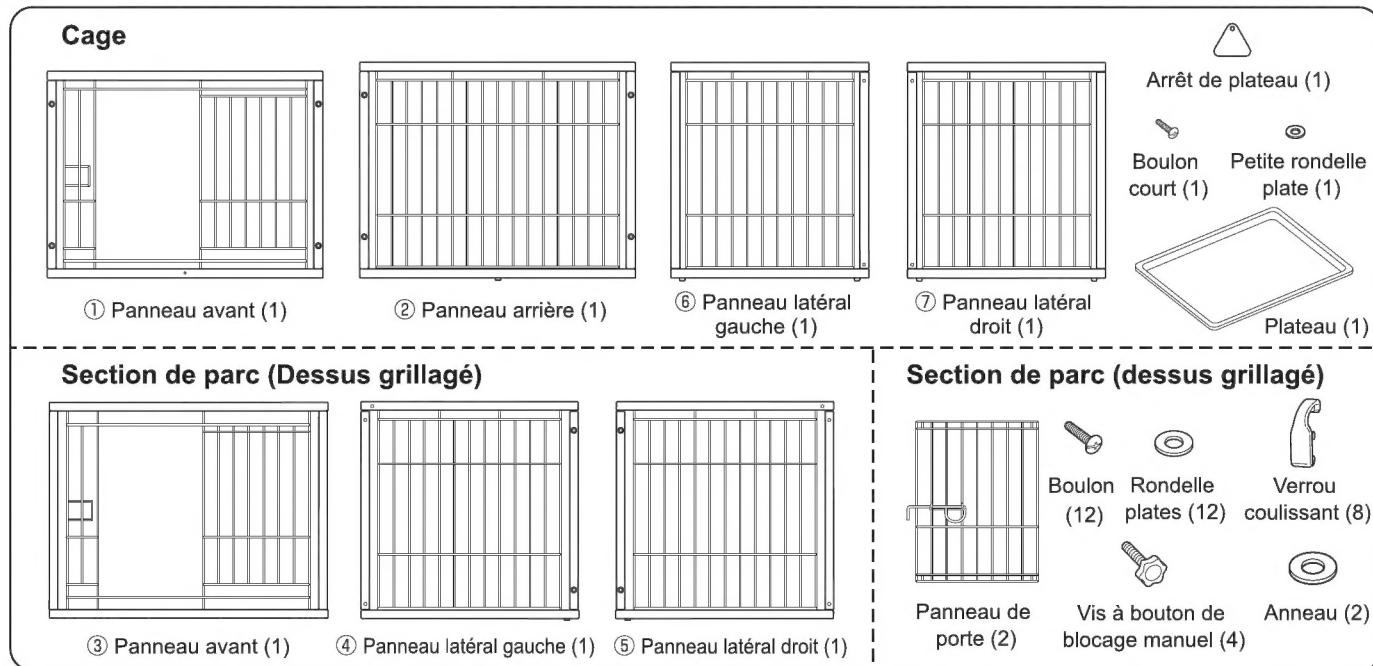 Cage
Arrêt de plateau (1)
Boulon
court (1)
Petite rondelle
plate (1)
① Panneau avant (1)
② Panneau arrière (1)
⑥ Panneau latéral
gauche (1)
⑦ Panneau latéral
droit (1)
Plateau (1)
Section de parc (Dessus grillagé)
③ Panneau avant (1)
④ Panneau latéral gauche (1)
⑤ Panneau latéral droit (1)
Section de parc (dessus grillagé)
Boulon
(12)
Rondelle
plates (12)
Verrou
coulissant (8)
Panneau de
porte (2)
Vis à bouton de
blocage manuel (4)
Anneau (2)